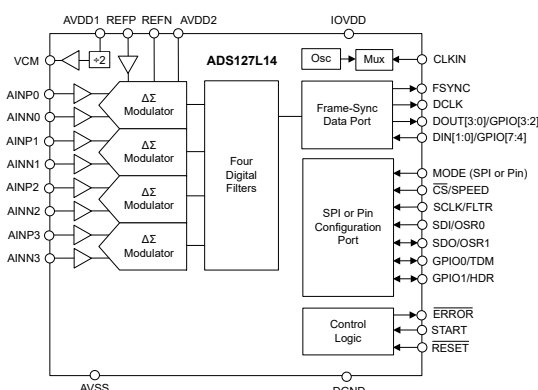 AVDD1 REFP REFN AVDD2 IOVDD
VCM
÷2
ADS127L14
Osc
Mux
CLKIN
AINP0
AINN0
AINP1
AINN1
AINP2
AINN2
AINP3
AINN3
ΔΣ
Modulator
ΔΣ
Modulator
ΔΣ
Modulator
ΔΣ
Modulator
Four
Digital
Filters
Frame-Sync
Data Port
FSYNC
DCLK
DOUT[3:0]/GPIO[3:2]
DIN[1:0]/GPIO[7:4]
SPI or Pin
Configuration
Port
MODE (SPI or Pin)
CS/SPEED
SCLK/FLTR
SDI/OSR0
SDO/OSR1
GPIO0/TDM
GPIO1/HDR
Control
Logic
ERROR
START
RESET
AVSS
DGND